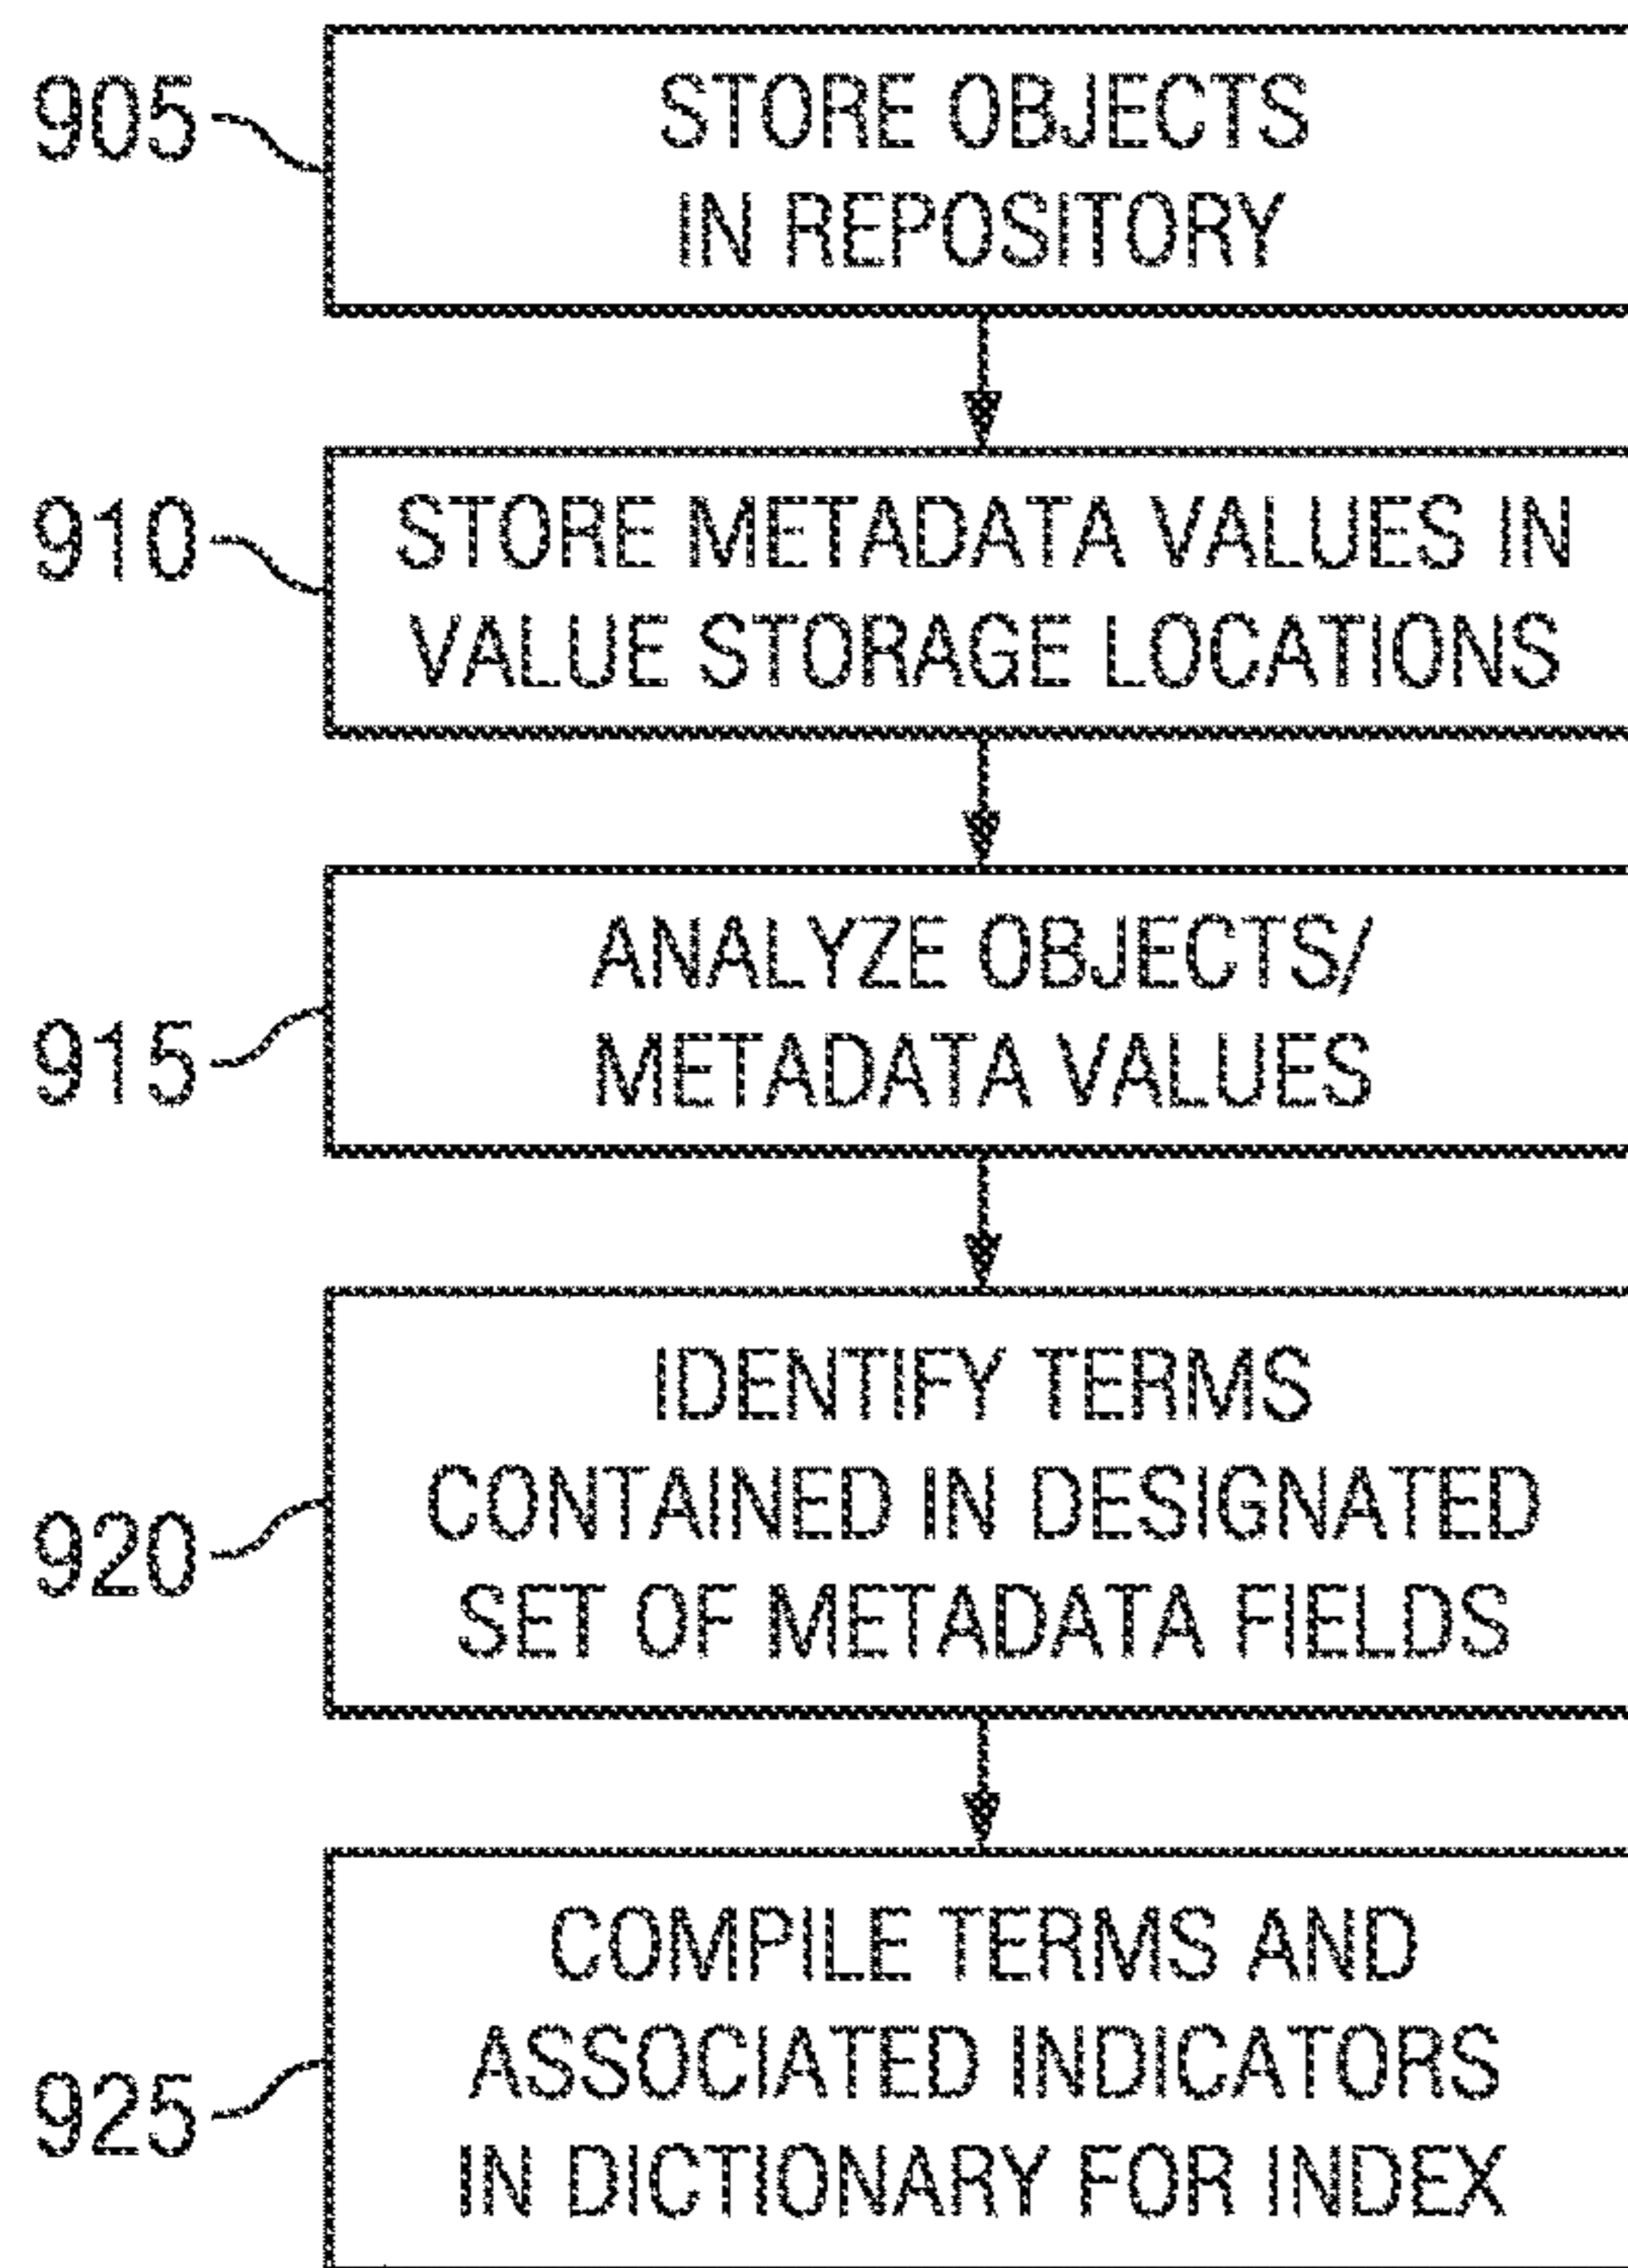 905
STORE OBJECTS
IN REPOSITORY
910
STORE METADATA VALUES IN
VALUE STORAGE LOCATIONS
915
ANALYZE OBJECTS/
METADATA VALUES
920
IDENTIFY TERMS
CONTAINED IN DESIGNATED
SET OF METADATA FIELDS
925
COMPILE TERMS AND
ASSOCIATED INDICATORS
IN DICTIONARY FOR INDEX